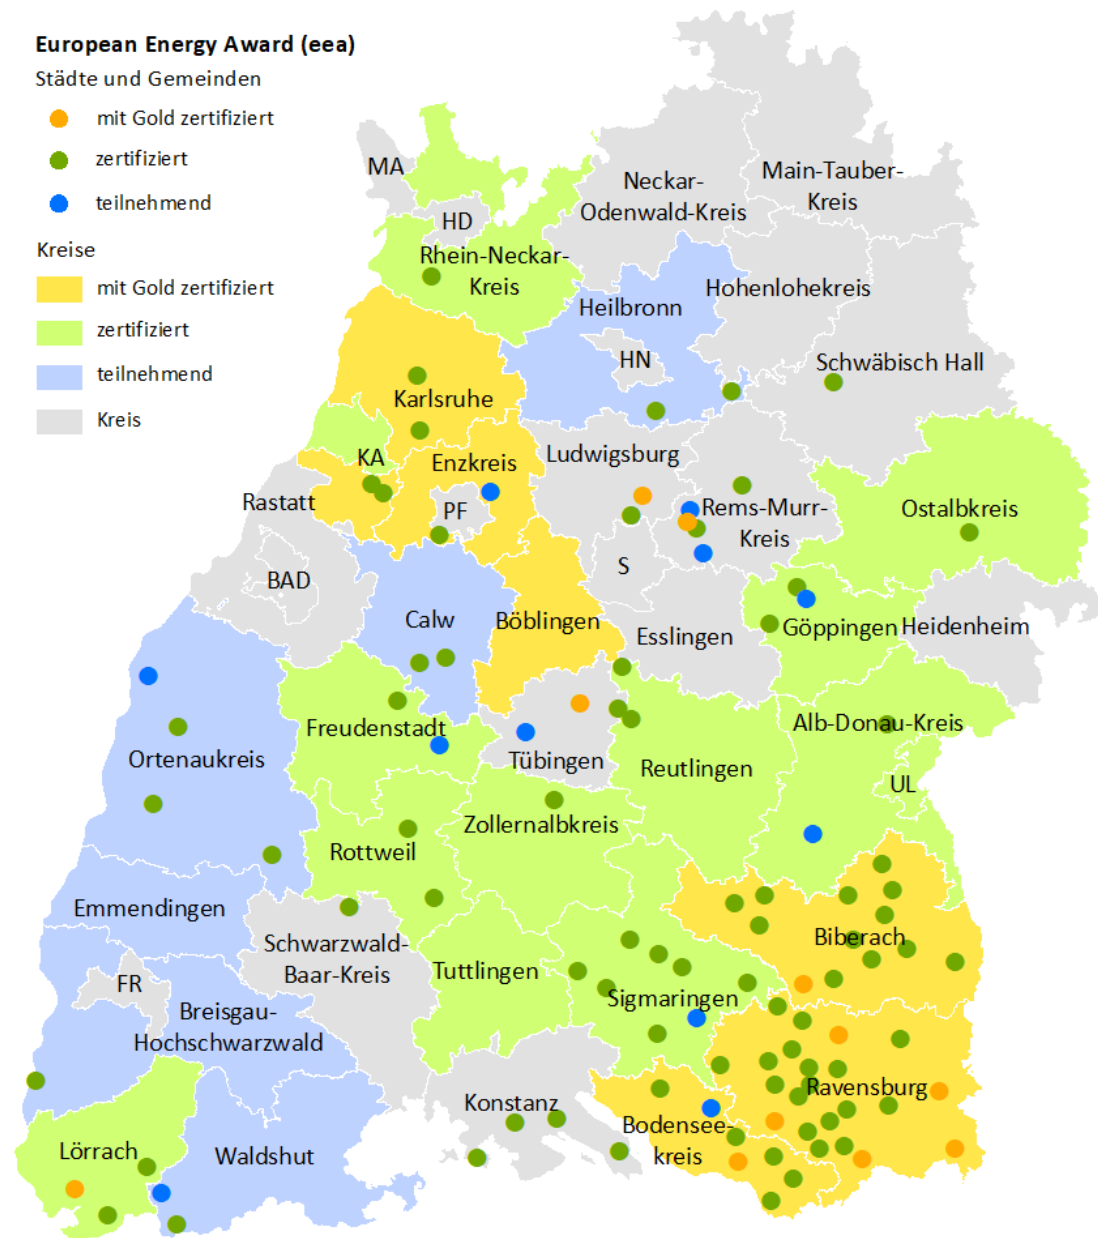 European Energy Award (eea)
Städte und Gemeinden
mit Gold zertifiziert
zertifiziert
teilnehmend
Kreise
mit Gold zertifiziert
zertifiziert
teilnehmend
Kreis
MA
HD
Rhein-Neckar-
Kreis
Neckar-
Odenwald-Kreis
Main-Tauber-
Kreis
Heilbronn
HN
Hohenlohekreis
Schwäbisch Hall
Karlsruhe
KA
Enzkreis
PF
Ludwigsburg
Rems-Murr-
Kreis
Ostalbkreis
Rastatt
BAD
S
Calw
Böblingen
Esslingen
Göppingen
Heidenheim
Freudenstadt
Tübingen
Reutlingen
Alb-Donau-Kreis
UL
Ortenaukreis
Zollernalbkreis
Rottweil
Emmendingen
Schwarzwald-
Baar-Kreis
Tuttlingen
Sigmaringen
Biberach
FR
Breisgau-
Hochschwarzwald
Ravensburg
Konstanz
Bodensee-
kreis
Lörrach
Waldshut